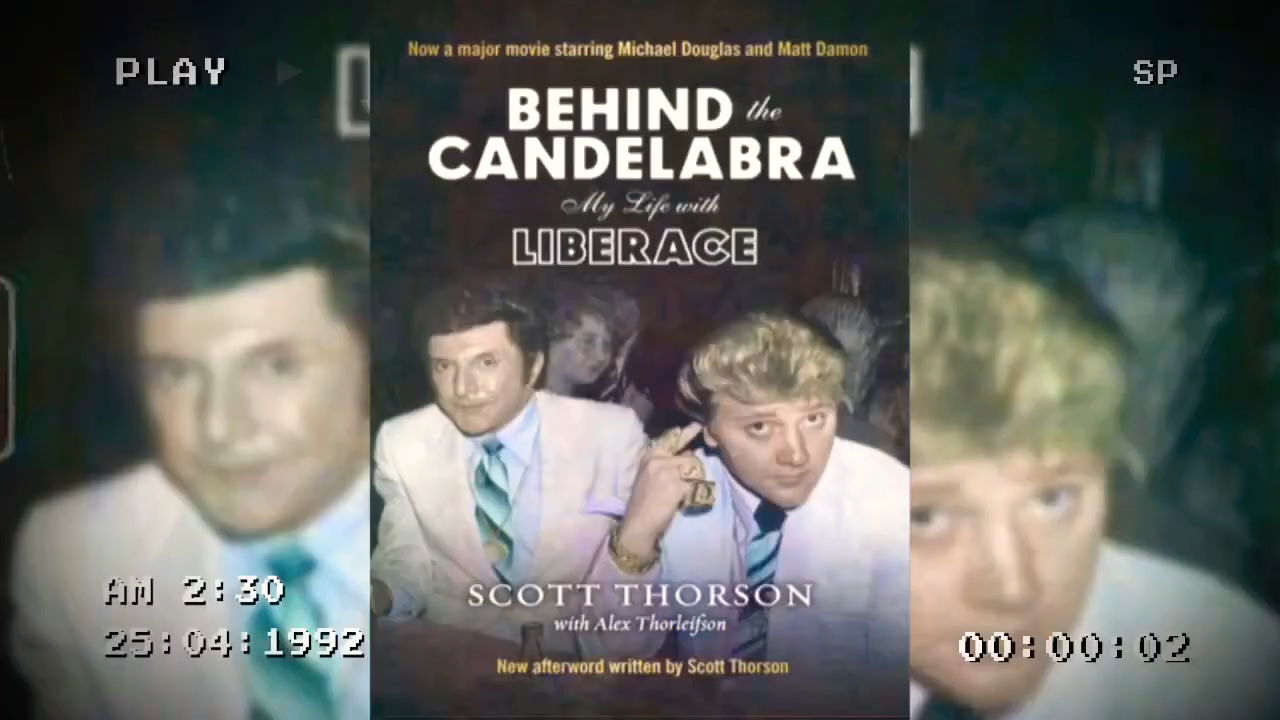 PLAY
SP
Now a major movie starring Michael Douglas and Matt Damon
BEHIND the
CANDELABRA
My Life with
LIBERACE
SCOTT THORSON
with Alex Thorleifson
New afterword written by Scott Thorson
AM 2:30
25:04:1992
00:00:02